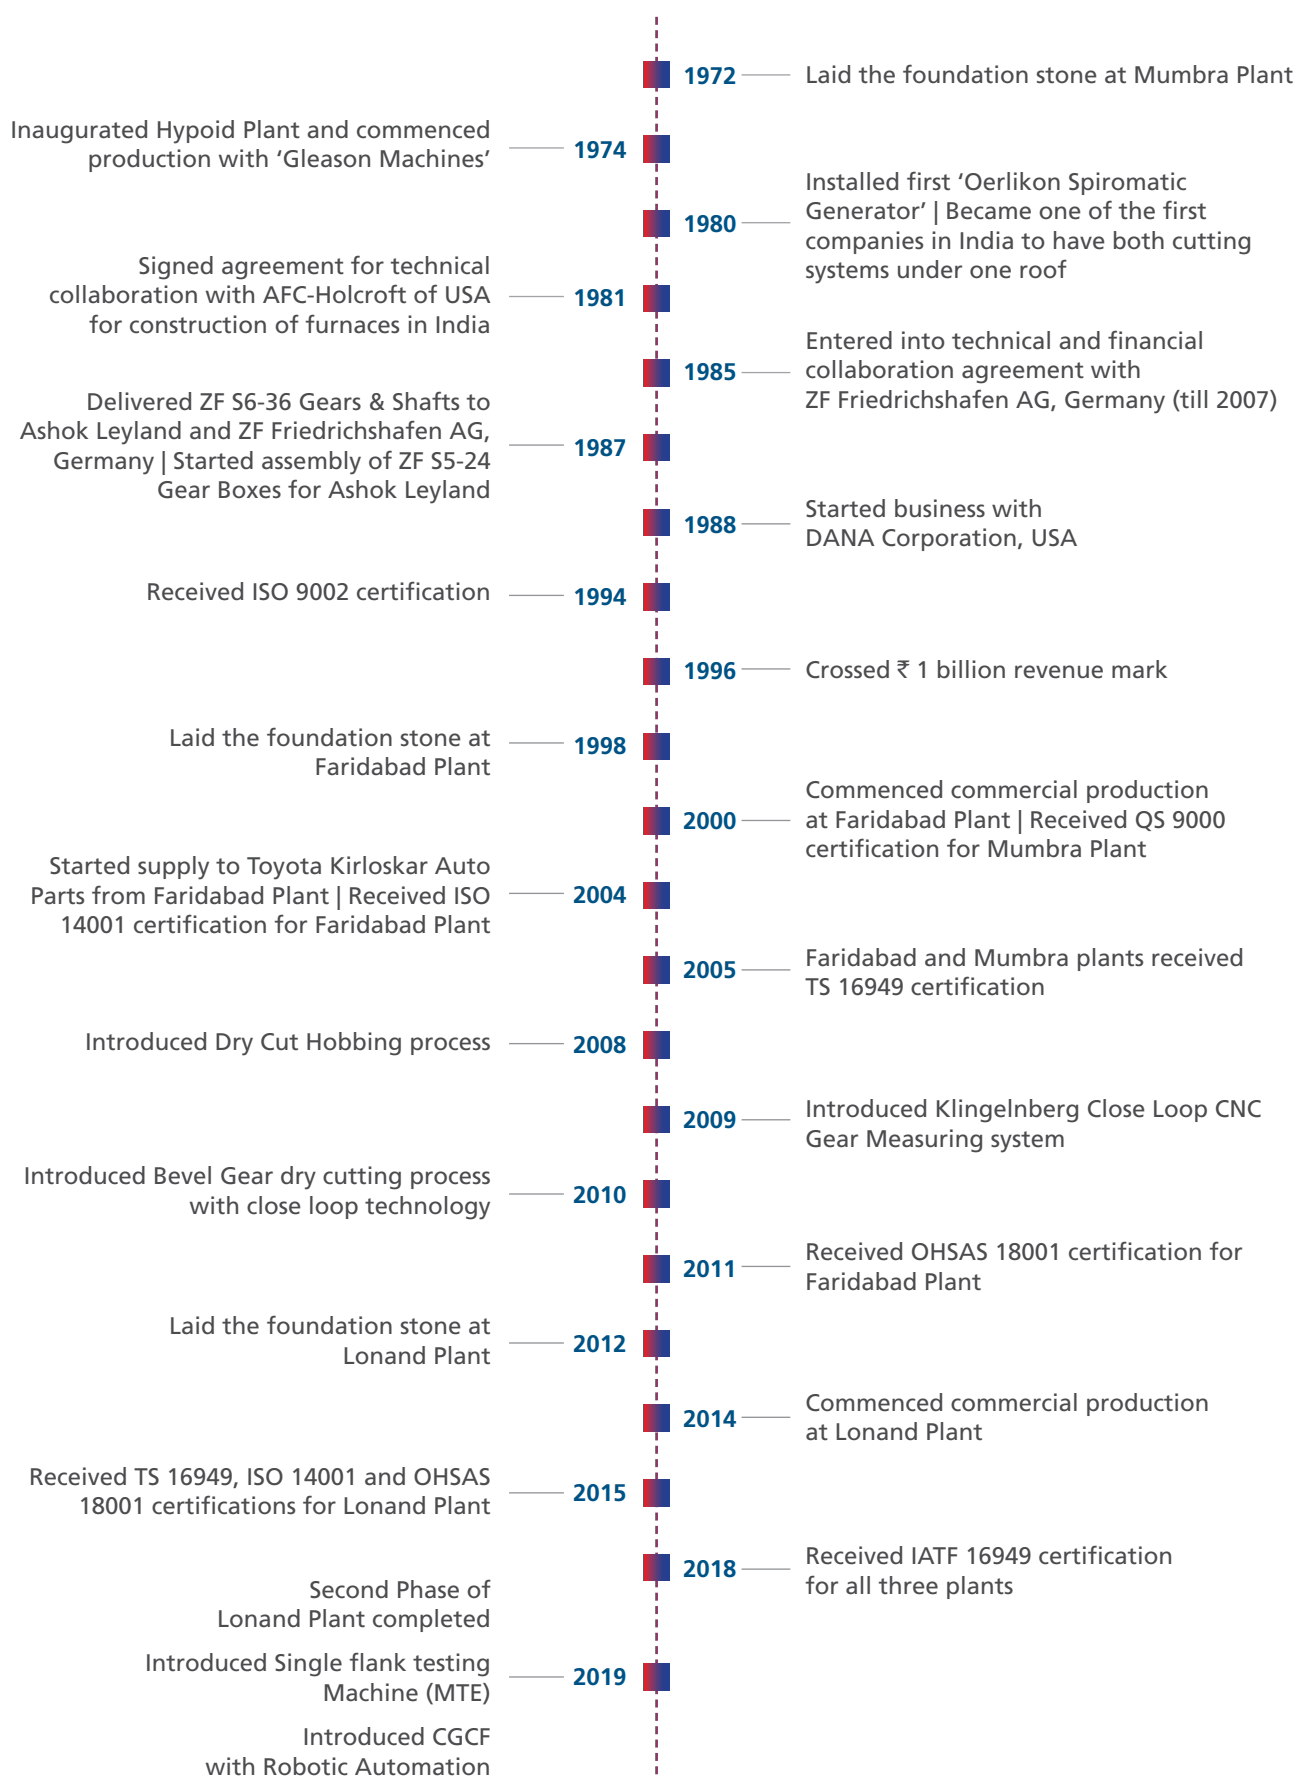 1972
Laid the foundation stone at Mumbra Plant
Inaugurated Hypoid Plant and commenced
production with ‘Gleason Machines’
1974
1980
Installed first ‘Oerlikon Spiromatic
Generator’ | Became one of the first
companies in India to have both cutting
systems under one roof
Signed agreement for technical
collaboration with AFC-Holcroft of USA
for construction of furnaces in India
1981
1985
Entered into technical and financial
collaboration agreement with
ZF Friedrichshafen AG, Germany (till 2007)
Delivered ZF S6-36 Gears & Shafts to
Ashok Leyland and ZF Friedrichshafen AG,
Germany | Started assembly of ZF S5-24
Gear Boxes for Ashok Leyland
1987
1988
Started business with
DANA Corporation, USA
Received ISO 9002 certification
1994
1996
Crossed ₹ 1 billion revenue mark
Laid the foundation stone at
Faridabad Plant
1998
2000
Commenced commercial production
at Faridabad Plant | Received QS 9000
certification for Mumbra Plant
Started supply to Toyota Kirloskar Auto
Parts from Faridabad Plant | Received ISO
14001 certification for Faridabad Plant
2004
2005
Faridabad and Mumbra plants received
TS 16949 certification
Introduced Dry Cut Hobbing process
2008
2009
Introduced Klingelnberg Close Loop CNC
Gear Measuring system
Introduced Bevel Gear dry cutting process
with close loop technology
2010
2011
Received OHSAS 18001 certification for
Faridabad Plant
Laid the foundation stone at
Lonand Plant
2012
2014
Commenced commercial production
at Lonand Plant
Received TS 16949, ISO 14001 and OHSAS
18001 certifications for Lonand Plant
2015
2018
Received IATF 16949 certification
for all three plants
Second Phase of
Lonand Plant completed
Introduced Single flank testing
Machine (MTE)
2019
Introduced CGCF
with Robotic Automation